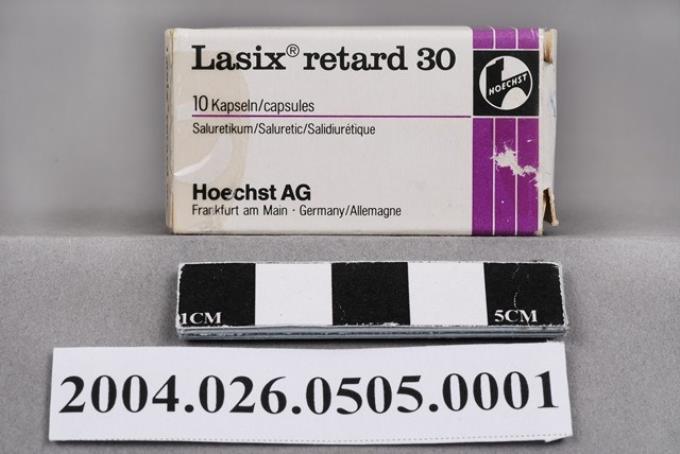 Lasix® retard 30
HOECHST
10 Kapseln/capsules
Saluretikum/Saluretic/Salidiurétique
Hoechst AG
Frankfurt am Main · Germany/Allemagne
1CM 5CM
2004.026.0505.0001